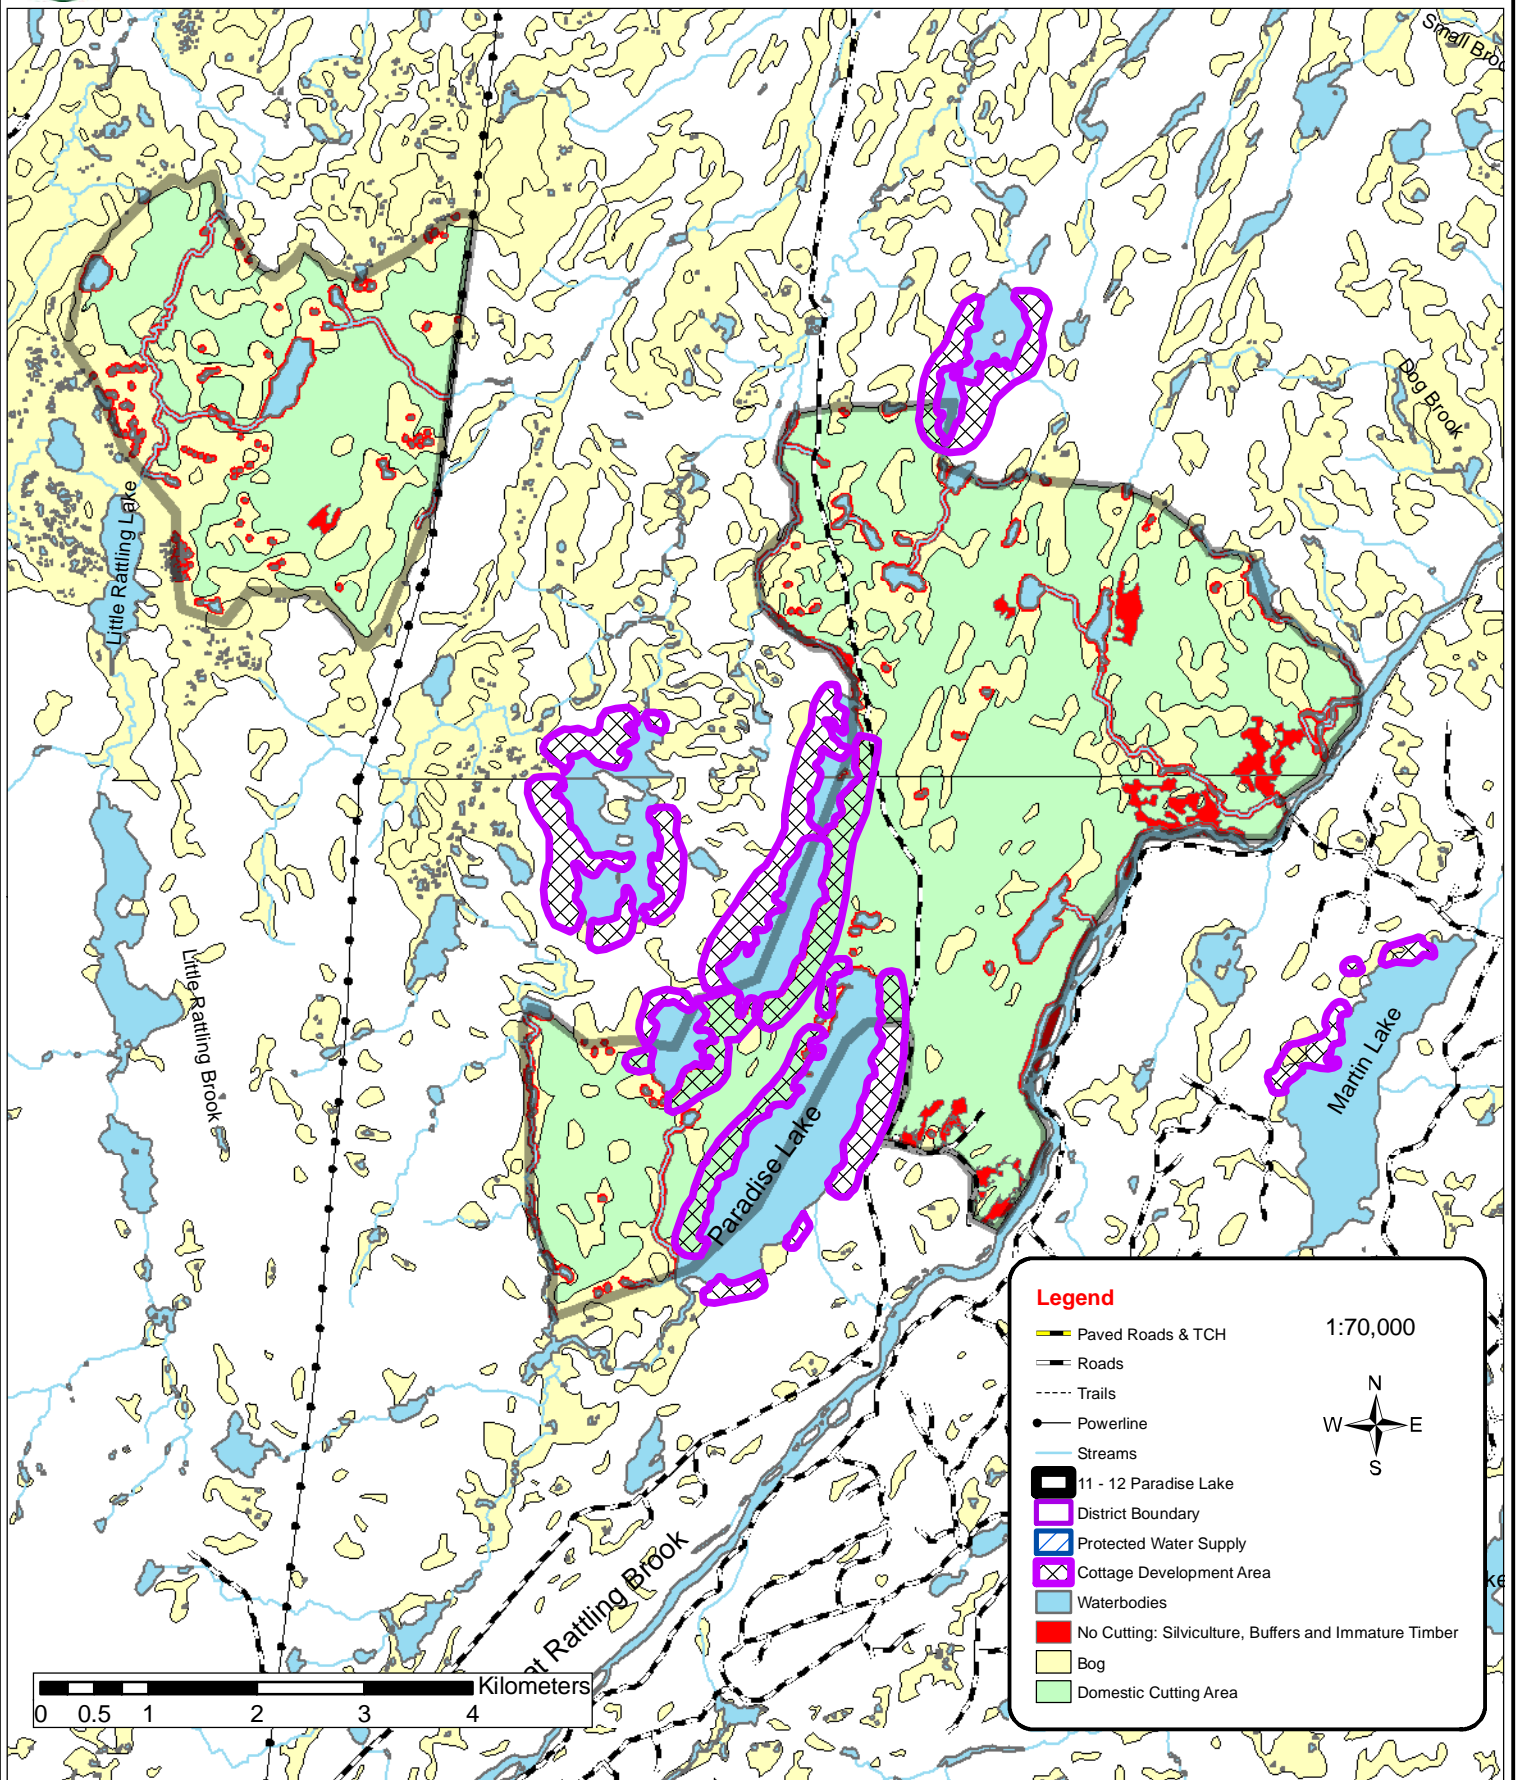 Small Broo
Dog Brook
Little Rattling Lake
Little Rattling Brook
Martin Lake
Paradise Lake
at Rattling Brook
ke
Legend
1:70,000
Paved Roads & TCH
Roads
Trails
Powerline
Streams
11 - 12 Paradise Lake
District Boundary
Protected Water Supply
Cottage Development Area
Waterbodies
No Cutting: Silviculture, Buffers and Immature Timber
Bog
Domestic Cutting Area
N
W E
S
Kilometers
0 0.5 1 2 3 4